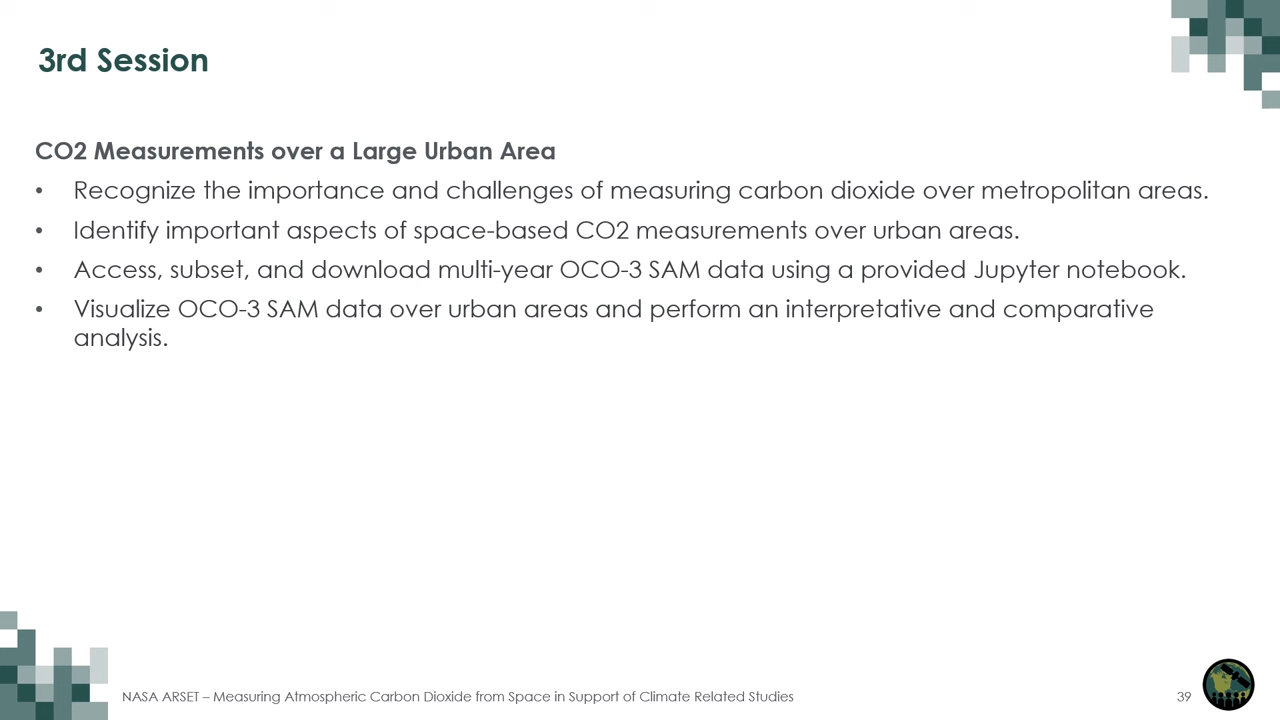 3rd Session
CO2 Measurements over a Large Urban Area
• Recognize the importance and challenges of measuring carbon dioxide over metropolitan areas.
• Identify important aspects of space-based CO2 measurements over urban areas.
• Access, subset, and download multi-year OCO-3 SAM data using a provided Jupyter notebook.
• Visualize OCO-3 SAM data over urban areas and perform an interpretative and comparative
analysis.
NASA ARSET – Measuring Atmospheric Carbon Dioxide from Space in Support of Climate Related Studies
39